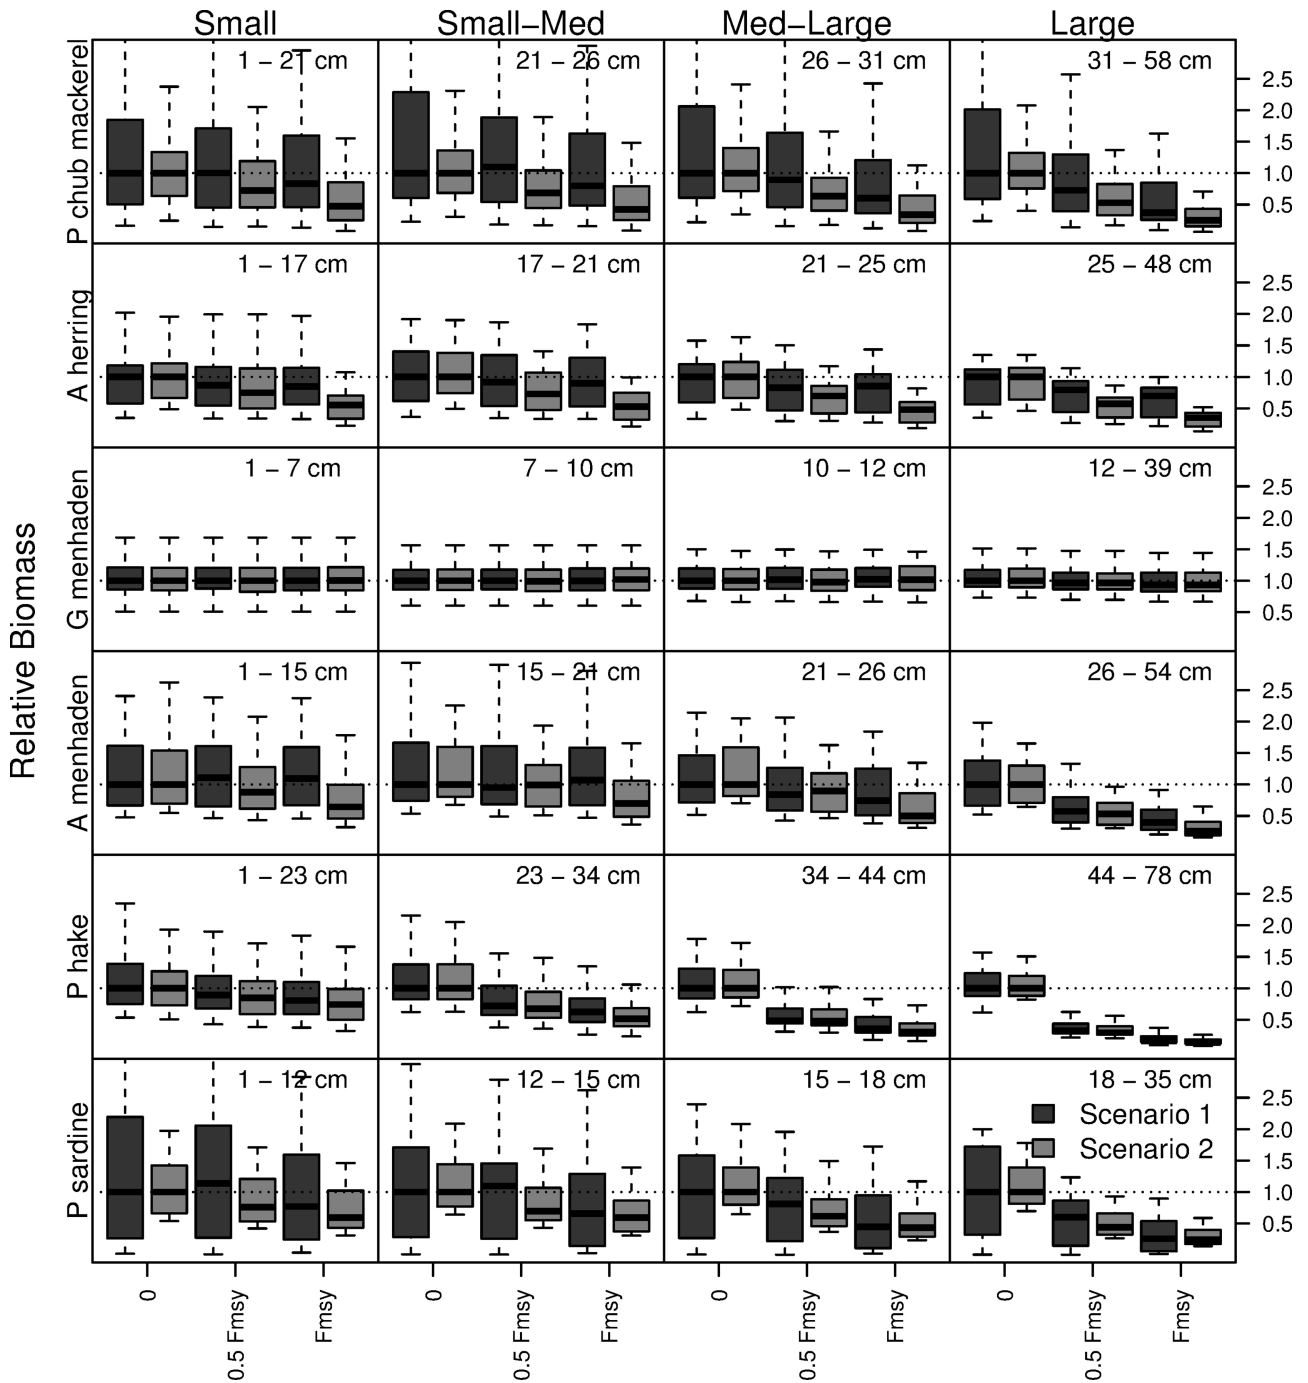 Small Small–Med Med–Large Large
P chub mackerel 1 – 21 cm 21 – 26 cm 26 – 31 cm 31 – 58 cm
2.5
2.0
1.5
1.0
0.5
A herring 1 – 17 cm 17 – 21 cm 21 – 25 cm 25 – 48 cm
2.5
2.0
1.5
1.0
0.5
G menhaden 1 – 7 cm 7 – 10 cm 10 – 12 cm 12 – 39 cm
2.5
2.0
1.5
1.0
0.5
Relative Biomass
A menhaden 1 – 15 cm 15 – 21 cm 21 – 26 cm 26 – 54 cm
2.5
2.0
1.5
1.0
0.5
P hake 1 – 23 cm 23 – 34 cm 34 – 44 cm 44 – 78 cm
2.5
2.0
1.5
1.0
0.5
P sardine 1 – 12 cm 12 – 15 cm 15 – 18 cm 18 – 35 cm
Scenario 1
Scenario 2
2.5
2.0
1.5
1.0
0.5
0 0.5 Fmsy Fmsy 0 0.5 Fmsy Fmsy 0 0.5 Fmsy Fmsy 0 0.5 Fmsy Fmsy